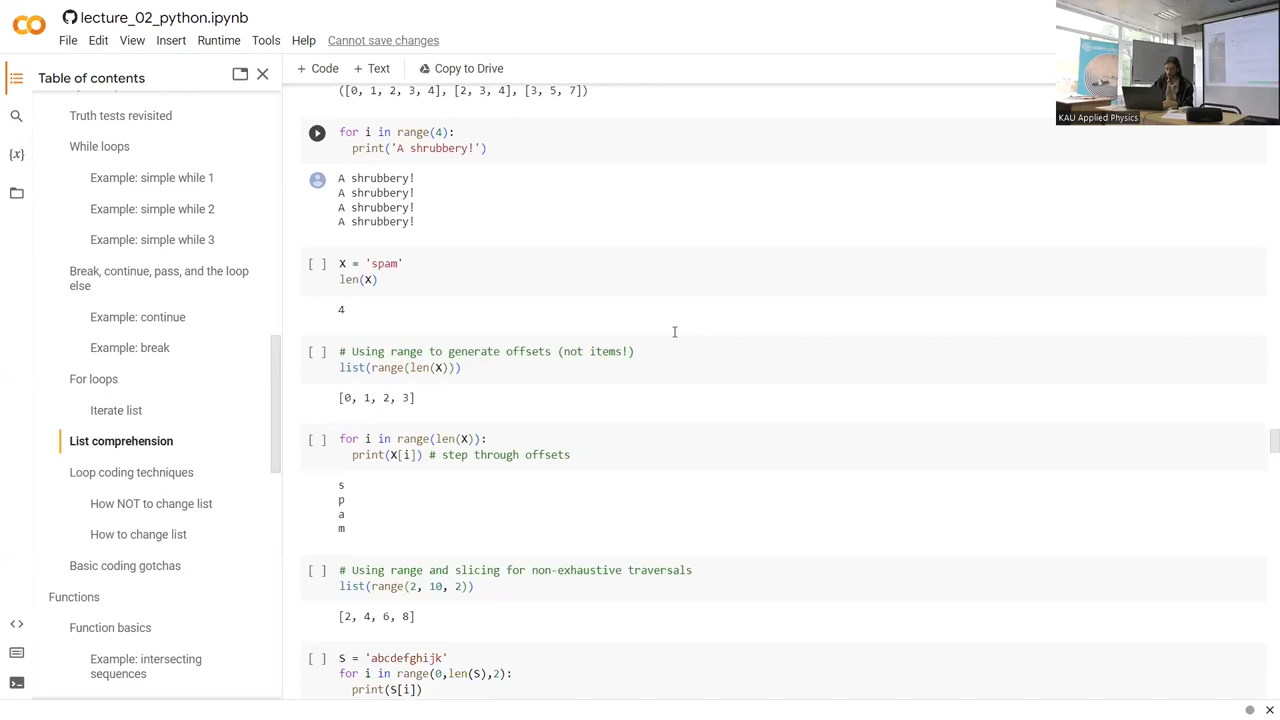 lecture_02_python.ipynb
File Edit View Insert Runtime Tools Help Cannot save changes
Table of contents
+ Code + Text Copy to Drive
Truth tests revisited
While loops
Example: simple while 1
Example: simple while 2
Example: simple while 3
Break, continue, pass, and the loop
else
Example: continue
Example: break
For loops
Iterate list
List comprehension
Loop coding techniques
How NOT to change list
How to change list
Basic coding gotchas
Functions
Function basics
Example: intersecting
sequences
([0, 1, 2, 3, 4], [2, 3, 4], [3, 5, 7])
for i in range(4):
print('A shrubbery!')
A shrubbery!
A shrubbery!
A shrubbery!
A shrubbery!
[ ] X = 'spam'
len(X)
4
[ ] # Using range to generate offsets (not items!)
list(range(len(X)))
[0, 1, 2, 3]
[ ] for i in range(len(X)):
print(X[i]) # step through offsets
s
p
a
m
[ ] # Using range and slicing for non-exhaustive traversals
list(range(2, 10, 2))
[2, 4, 6, 8]
[ ] S = 'abcdefghijk'
for i in range(0,len(S),2):
print(S[i])
KAU Applied Physics